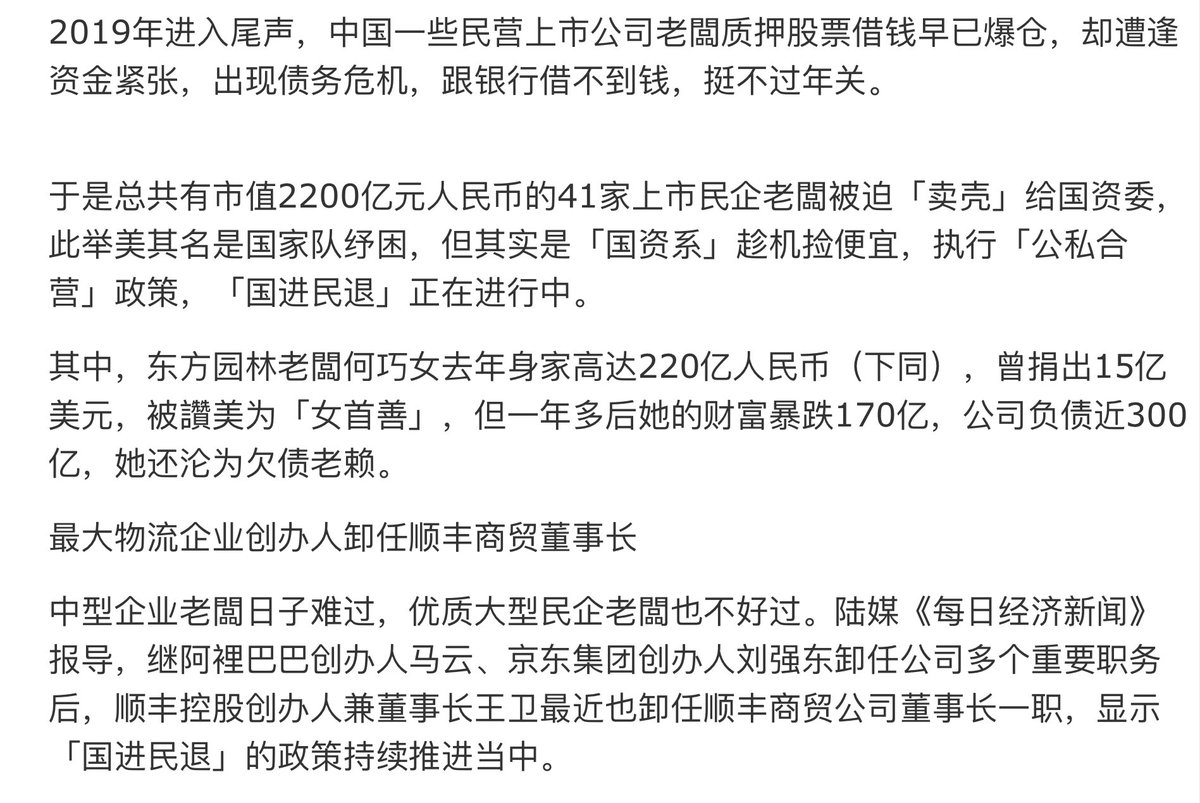 2019年进入尾声，中国一些民营上市公司老闆质押股票借钱早已爆仓，却遭逢
资金紧张，出现债务危机，跟银行借不到钱，挺不过年关。
于是总共有市值2200亿元人民币的41家上市民企老闆被迫「卖壳」给国资委，
此举美其名是国家队纾困，但其实是「国资系」趁机捡便宜，执行「公私合
营」政策，「国进民退」正在进行中。
其中，东方园林老闆何巧女去年身家高达220亿人民币（下同），曾捐出15亿
美元，被讚美为「女首善」，但一年多后她的财富暴跌170亿，公司负债近300
亿，她还沦为欠债老赖。
最大物流企业创办人卸任顺丰商贸董事长
中型企业老闆日子难过，优质大型民企老闆也不好过。陆媒《每日经济新闻》
报导，继阿裡巴巴创办人马云、京东集团创办人刘强东卸任公司多个重要职务
后，顺丰控股创办人兼董事长王卫最近也卸任顺丰商贸公司董事长一职，显示
「国进民退」的政策持续推进当中。